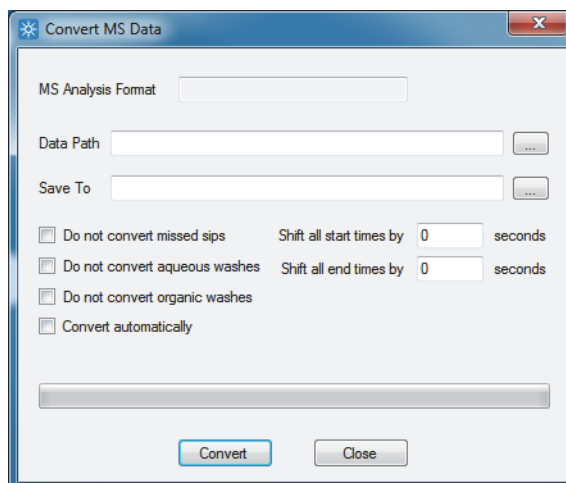 Convert MS Data
X
MS Analysis Format
Data Path ...
Save To ...
Do not convert missed sips Shift all start times by 0 seconds
Do not convert aqueous washes Shift all end times by 0 seconds
Do not convert organic washes
Convert automatically
Convert Close